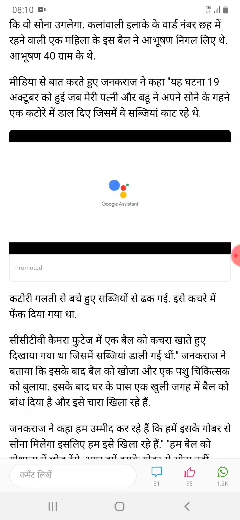 08:10
कि वो सोना उगलेगा. कलांवाली इलाके के वार्ड नंबर छह में
रहने वाली एक महिला के इस बैल ने आभूषण निगल लिए थे.
आभूषण 40 ग्राम के थे.
मीडिया से बात करते हुए जनकराज ने कहा "यह घटना 19
अक्टूबर को हुई जब मेरी पत्नी और बहू ने अपने सोने के गहने
एक कटोरे में डाल दिए जिसमें वे सब्जियां काट रहे थे.
Google Assistant
Promoted
कटोरी गलती से बचे हुए सब्जियों से ढक गई. इसे कचरे में
फेंक दिया गया था.
सीसीटीवी कैमरा फुटेज में एक बैल को कचरा खाते हुए
दिखाया गया था जिसमें सब्जियां डाली गई थीं." जनकराज ने
बताया कि इसके बाद बैल को खोजा और एक पशु चिकित्सक
को बुलाया. इसके बाद घर के पास एक खुली जगह में बैल को
बांध दिया है और इसे चारा खिला रहे हैं.
जनकराज ने कहा हम उम्मीद कर रहे हैं कि हमें इसके गोबर से
सोना मिलेगा इसलिए हम इसे खिला रहे हैं." "हम बैल को
कमेंट लिखें
1.2K